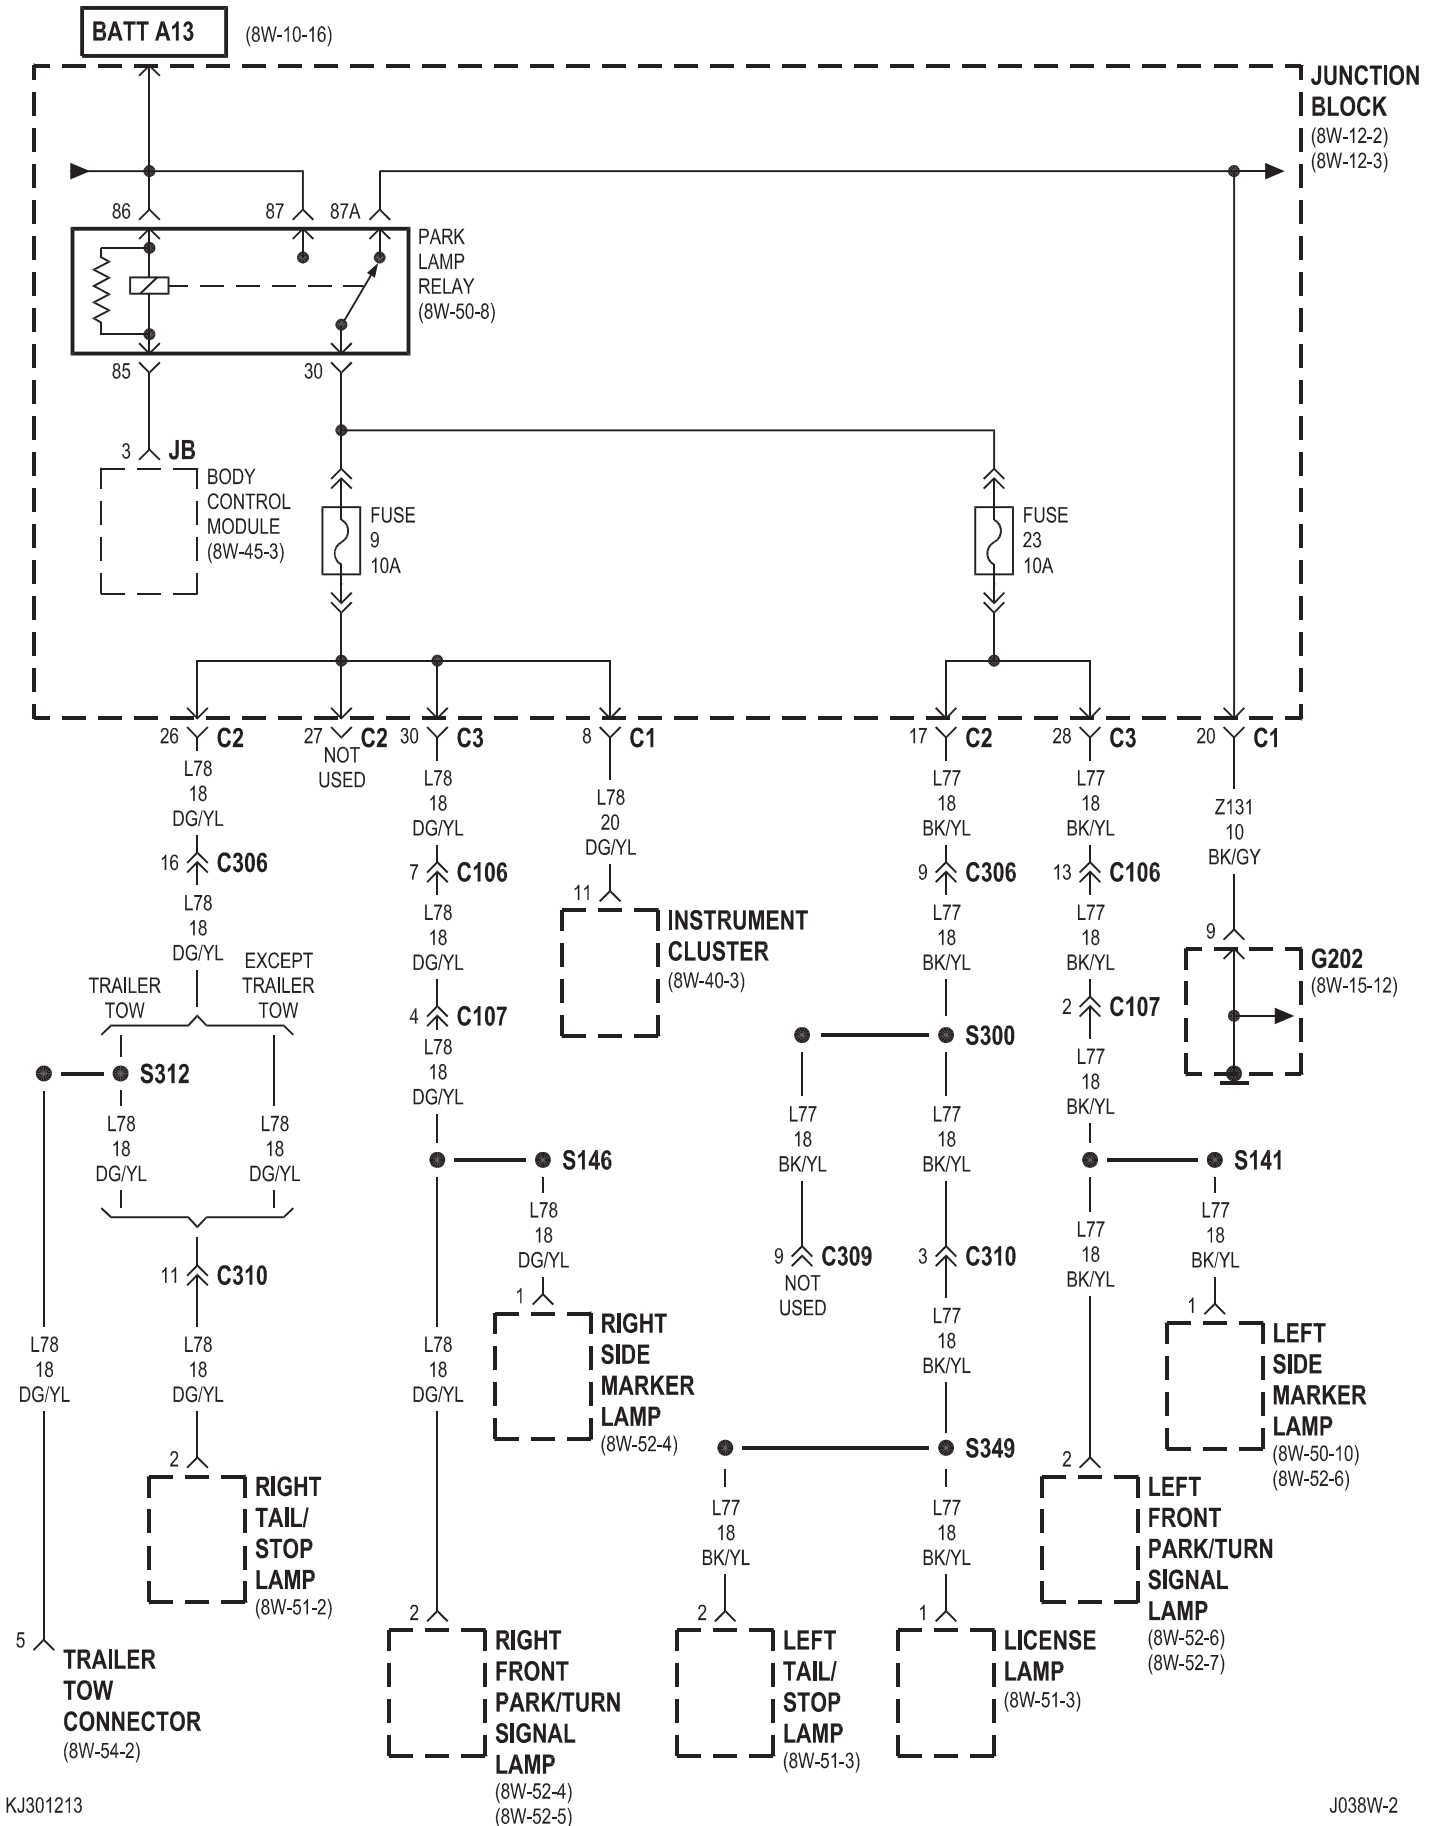 BATT A13
(8W-10-16)
JUNCTION
BLOCK
(8W-12-2)
(8W-12-3)
86
87
87A
PARK
LAMP
RELAY
(8W-50-8)
85
30
3
JB
BODY
CONTROL
MODULE
(8W-45-3)
FUSE
9
10A
FUSE
23
10A
26
C2
27
C2
NOT
USED
30
C3
8
C1
17
C2
28
C3
20
C1
L78
18
DG/YL
16
C306
L78
18
DG/YL
TRAILER
TOW
EXCEPT
TRAILER
TOW
S312
L78
18
DG/YL
L78
18
DG/YL
11
C310
L78
18
DG/YL
L78
18
DG/YL
2
RIGHT
TAIL/
STOP
LAMP
(8W-51-2)
5
TRAILER
TOW
CONNECTOR
(8W-54-2)
L78
18
DG/YL
7
C106
L78
18
DG/YL
4
C107
L78
18
DG/YL
S146
L78
18
DG/YL
1
RIGHT
SIDE
MARKER
LAMP
(8W-52-4)
L78
18
DG/YL
2
RIGHT
FRONT
PARK/TURN
SIGNAL
LAMP
(8W-52-4)
(8W-52-5)
L78
20
DG/YL
11
INSTRUMENT
CLUSTER
(8W-40-3)
L77
18
BK/YL
9
C306
L77
18
BK/YL
S300
L77
18
BK/YL
9
C309
NOT
USED
L77
18
BK/YL
3
C310
L77
18
BK/YL
S349
L77
18
BK/YL
2
LEFT
TAIL/
STOP
LAMP
(8W-51-3)
L77
18
BK/YL
1
LICENSE
LAMP
(8W-51-3)
L77
18
BK/YL
13
C106
L77
18
BK/YL
2
C107
L77
18
BK/YL
S141
L77
18
BK/YL
2
LEFT
FRONT
PARK/TURN
SIGNAL
LAMP
(8W-52-6)
(8W-52-7)
L77
18
BK/YL
1
LEFT
SIDE
MARKER
LAMP
(8W-50-10)
(8W-52-6)
Z131
10
BK/GY
9
G202
(8W-15-12)
KJ301213
J038W-2